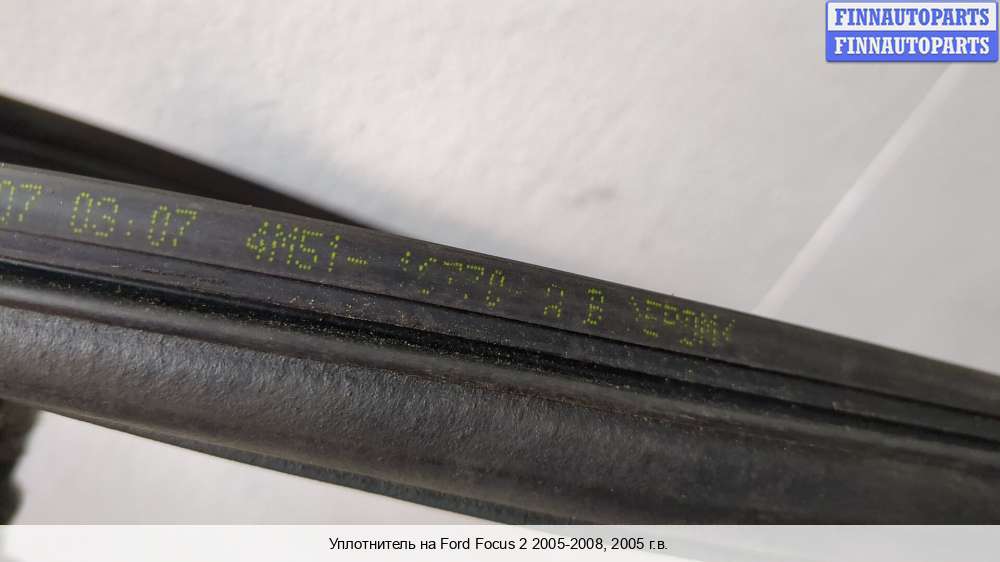 FINNAUTOPARTS
FINNAUTOPARTS
07 03:07 4M51- A B
Уплотнитель на Ford Focus 2 2005-2008, 2005 г.в.